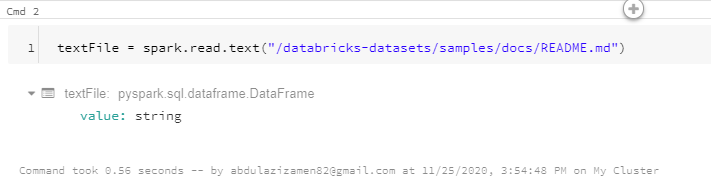 Cmd 2
1 textFile = spark.read.text("/databricks-datasets/samples/docs/README.md")
textFile: pyspark.sql.dataframe.DataFrame
value: string
Command took 0.56 seconds -- by abdulazizamen82@gmail.com at 11/25/2020, 3:54:48 PM on My Cluster